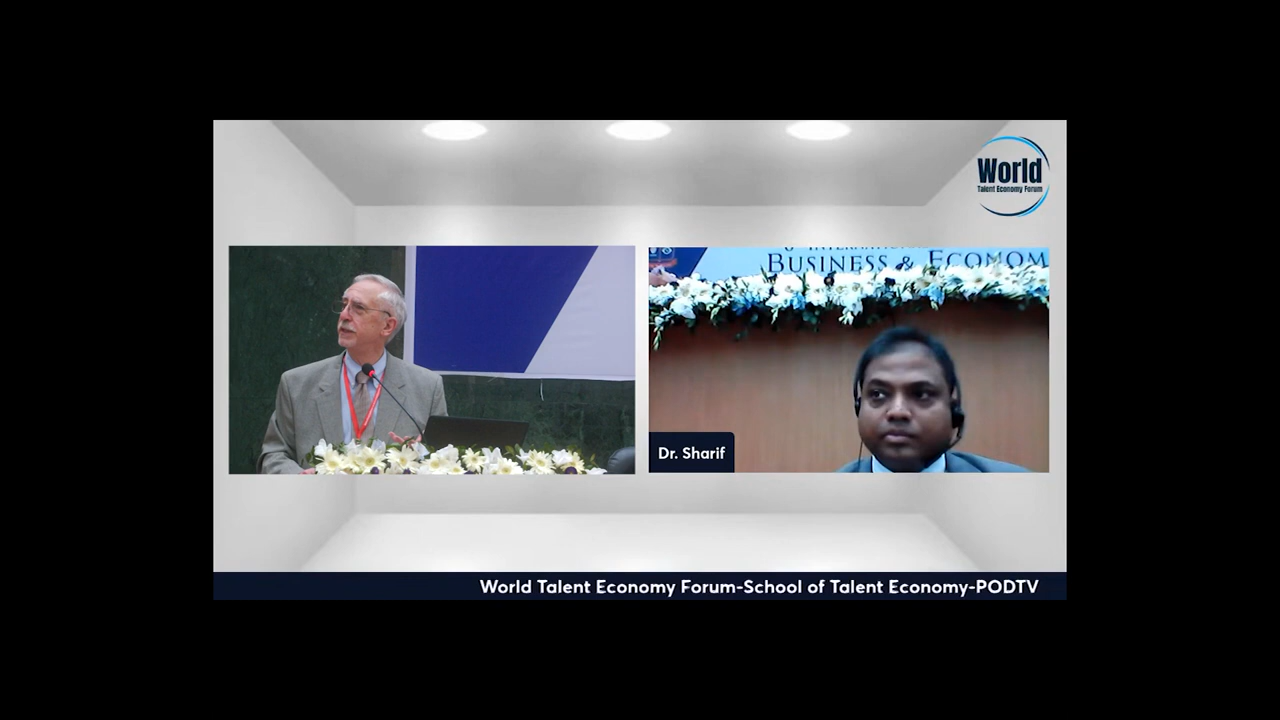 World
Talent Economy Forum
BUSINESS & ECONOM
Dr. Sharif
World Talent Economy Forum-School of Talent Economy-PODTV